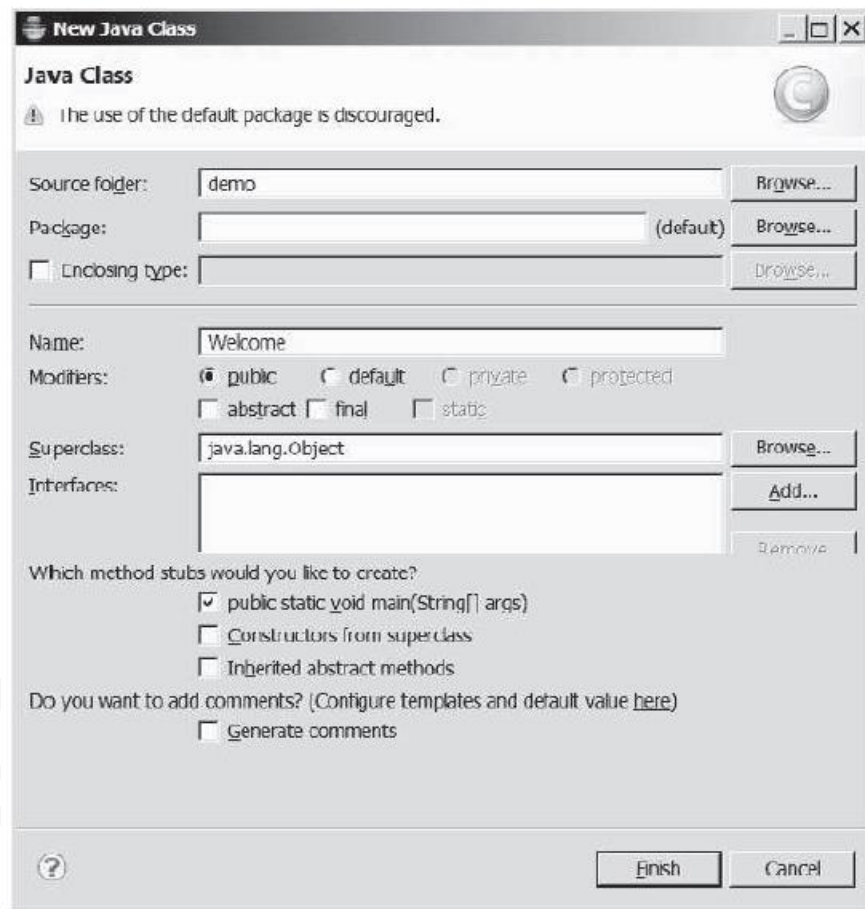 New Java Class
Java Class
The use of the default package is discouraged.
Source folder: demo Browse...
Package: (default) Browse...
Enclosing type: Browse...
Name: Welcome
Modifiers: public default private protected
abstract final static
Superclass: java.lang.Object Browse...
Interfaces: Add...
Remove
Which method stubs would you like to create?
public static void main(String[] args)
Constructors from superclass
Inherited abstract methods
Do you want to add comments? (Configure templates and default value here)
Generate comments
? Finish Cancel